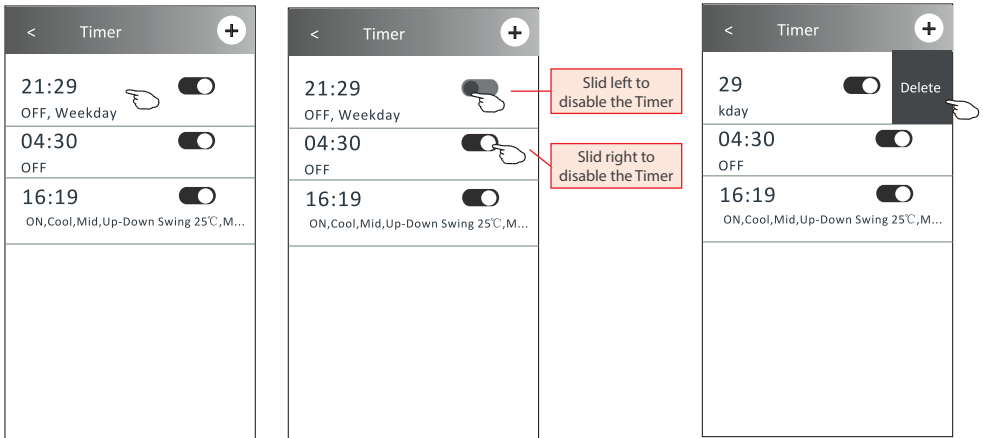 < Timer +
21:29
OFF, Weekday
04:30
OFF
16:19
ON,Cool,Mid,Up-Down Swing 25℃,M...
< Timer +
21:29
OFF, Weekday
04:30
OFF
16:19
ON,Cool,Mid,Up-Down Swing 25℃,M...
Slid left to
disable the Timer
Slid right to
disable the Timer
< Timer +
29
kday
Delete
04:30
OFF
16:19
ON,Cool,Mid,Up-Down Swing 25℃,M...